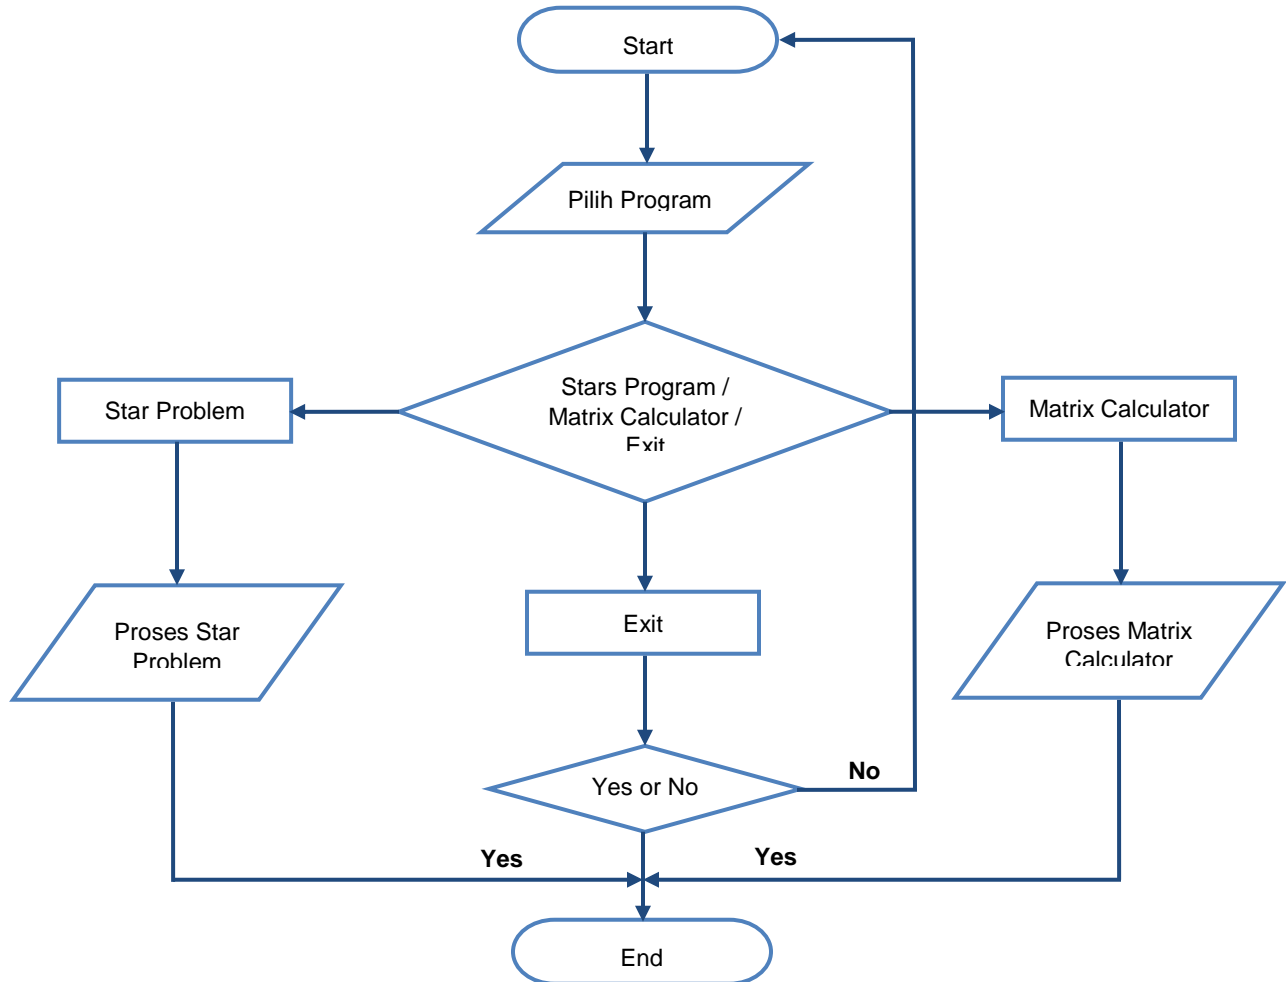 Start
Pilih Program
Stars Program /
Matrix Calculator /
Exit
Star Problem
Matrix Calculator
Exit
Proses Star
Problem
Proses Matrix
Calculator
Yes or No
No
Yes
Yes
End